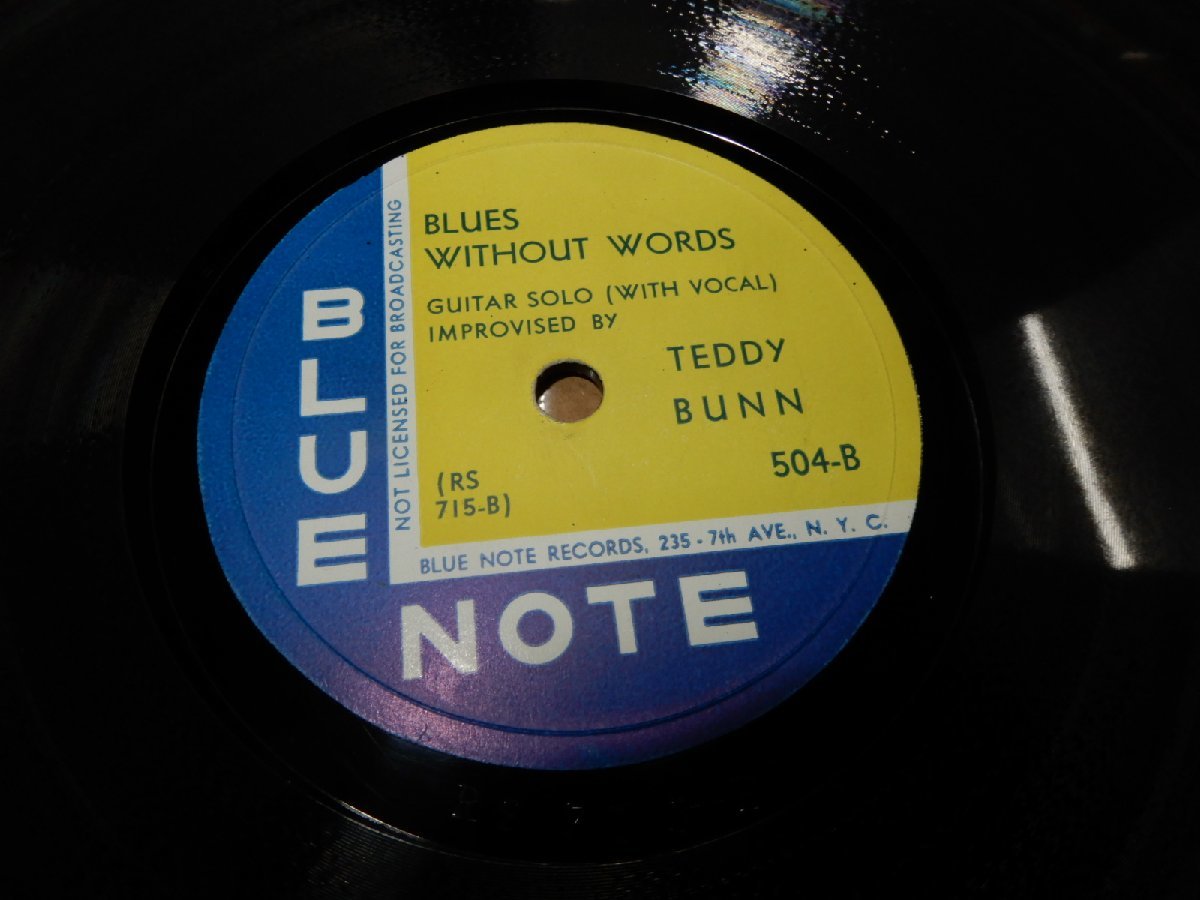 BLUES
WITHOUT WORDS
GUITAR SOLO (WITH VOCAL)
IMPROVISED BY
TEDDY
BUNN
504-B
(RS
715-B)
NOT LICENSED FOR BROADCASTING
BLUE NOTE RECORDS, 235 - 7th AVE., N. Y. C.
BLUE
NOTE